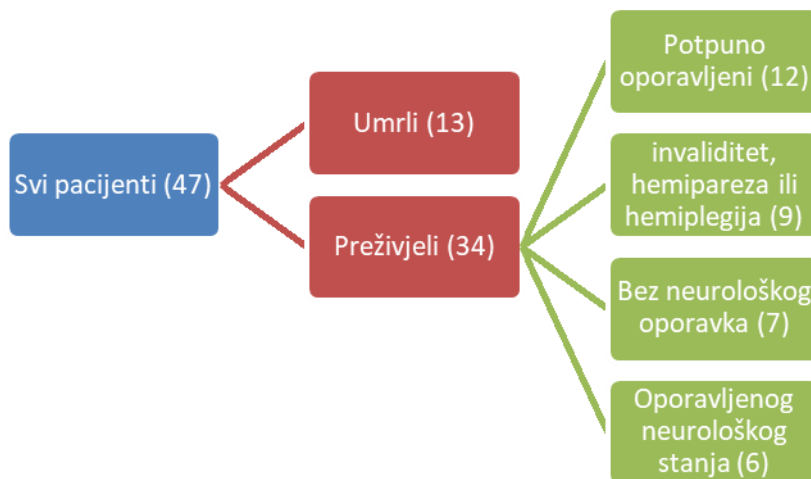 Svi pacijenti (47)
Umrli (13)
Preživjeli (34)
Potpuno
oporavljeni (12)
invaliditet,
hemipareza ili
hemiplegija (9)
Bez neurološkog
oporavka (7)
Oporavljenog
neurološkog
stanja (6)